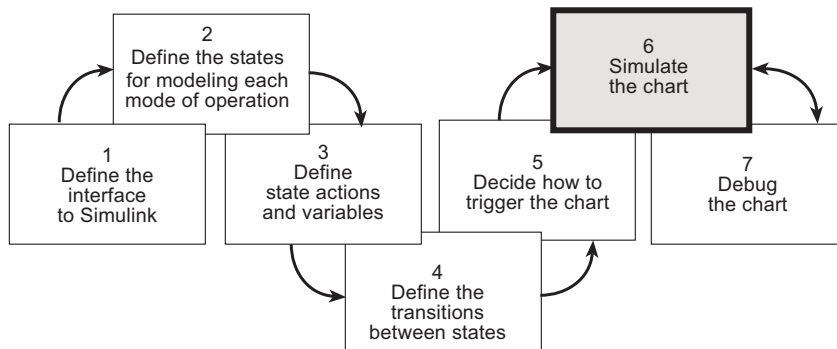 1
Define the
interface
to Simulink
2
Define the states
for modeling each
mode of operation
3
Define
state actions
and variables
4
Define the
transitions
between states
5
Decide how to
trigger the chart
6
Simulate
the chart
7
Debug
the chart